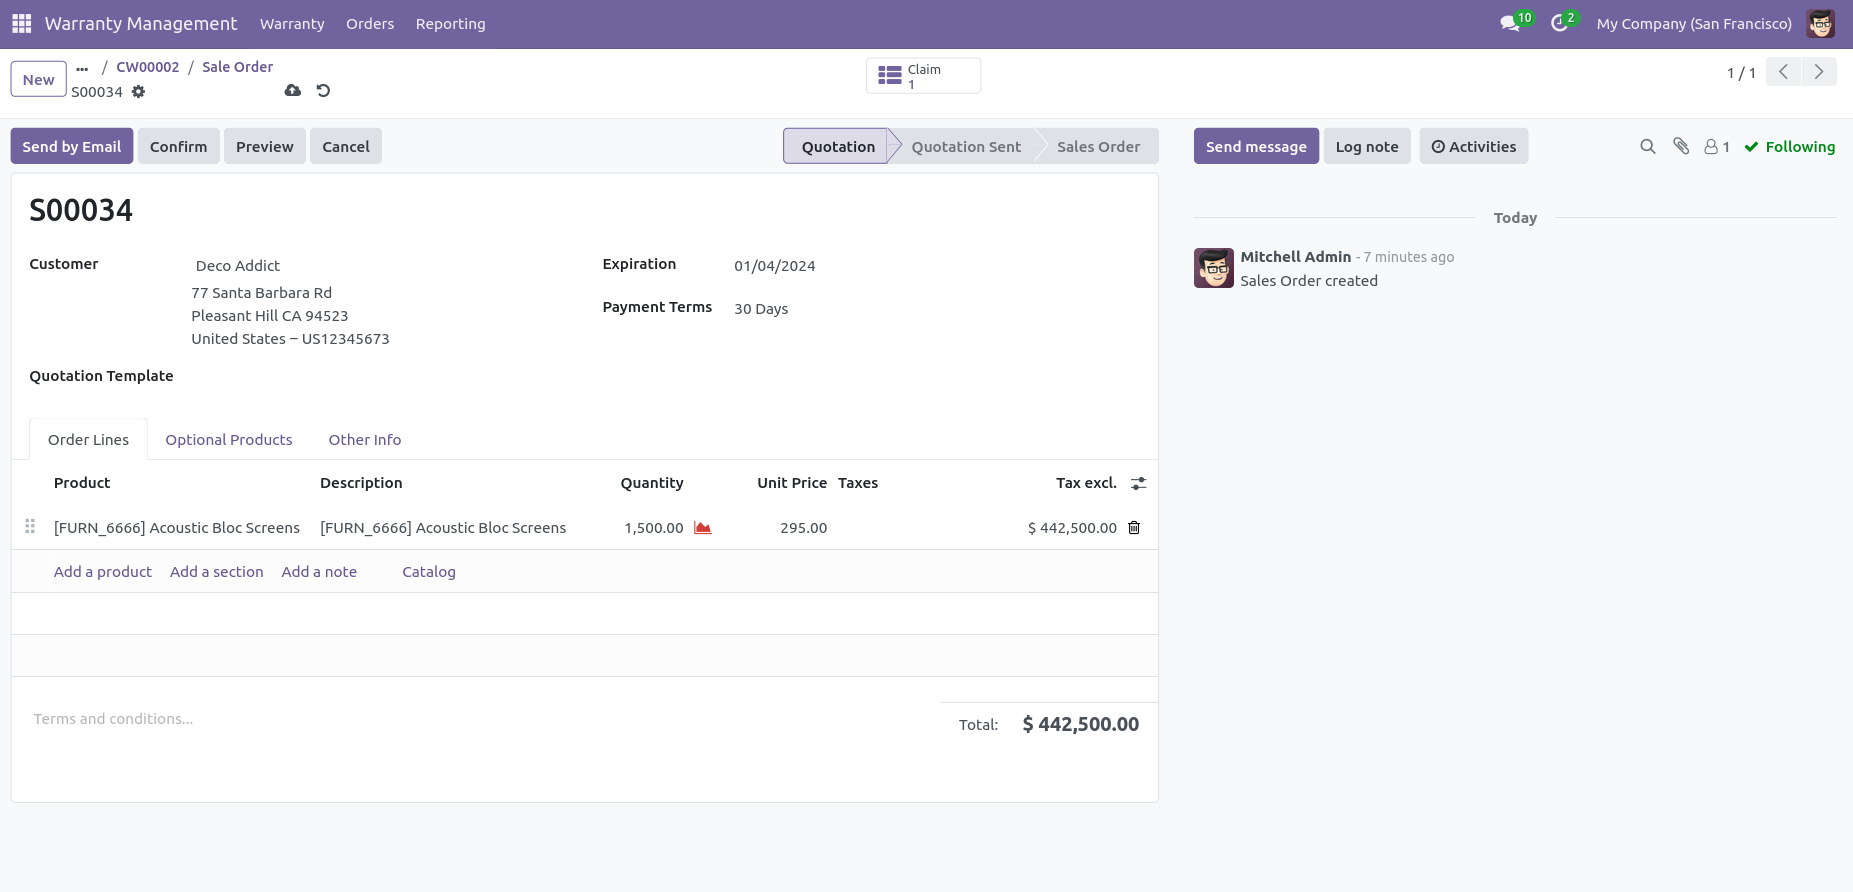 Warranty Management Warranty Orders Reporting 10 2 My Company (San Francisco)
New ... / CW00002 / Sale Order
S00034
Claim
1
1 / 1
Send by Email Confirm Preview Cancel Quotation Quotation Sent Sales Order
Send message Log note Activities 1 Following
S00034
Customer Deco Addict
77 Santa Barbara Rd
Pleasant Hill CA 94523
United States – US12345673
Expiration 01/04/2024
Payment Terms 30 Days
Quotation Template
Order Lines Optional Products Other Info
Product Description Quantity Unit Price Taxes Tax excl.
[FURN_6666] Acoustic Bloc Screens [FURN_6666] Acoustic Bloc Screens 1,500.00 295.00 $ 442,500.00
Add a product Add a section Add a note Catalog
Terms and conditions...
Total: $ 442,500.00
Today
Mitchell Admin - 7 minutes ago
Sales Order created